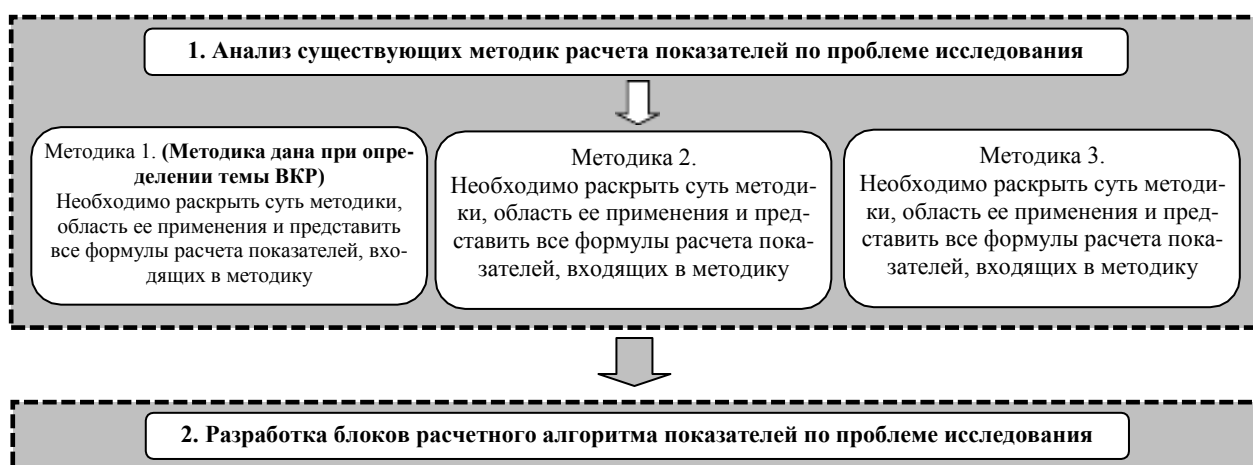 1. Анализ существующих методик расчета показателей по проблеме исследования
Методика 1. (Методика дана при опре-
делении темы ВКР)
Необходимо раскрыть суть методики,
область ее применения и представить
все формулы расчета показателей, вхо-
дящих в методику
Методика 2.
Необходимо раскрыть суть методи-
ки, область ее применения и пред-
ставить все формулы расчета пока-
зателей, входящих в методику
Методика 3.
Необходимо раскрыть суть методи-
ки, область ее применения и пред-
ставить все формулы расчета пока-
зателей, входящих в методику
2. Разработка блоков расчетного алгоритма показателей по проблеме исследования